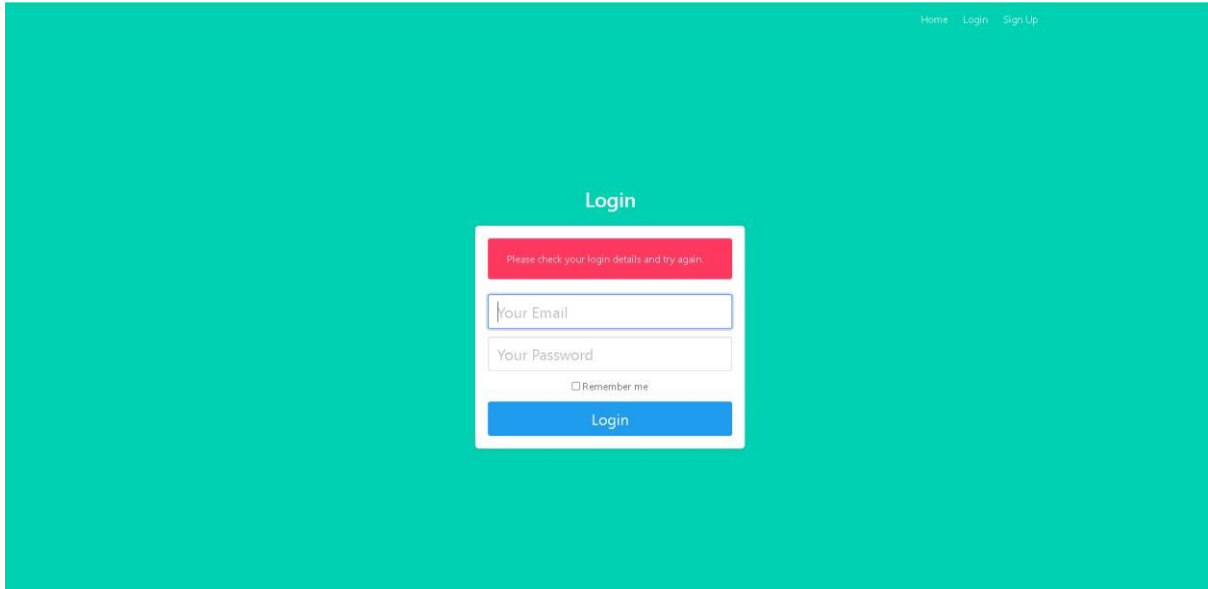 Home Login Sign Up
Login
Please check your login details and try again.
Your Email
Your Password
Remember me
Login